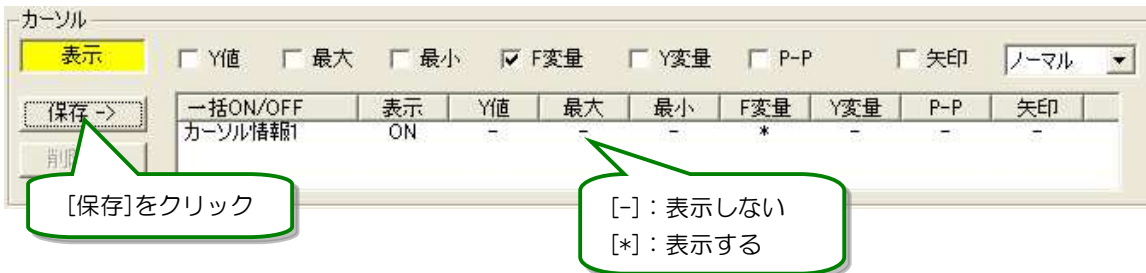 カーソル
表示 Y値 最大 最小 F変量 Y変量 P-P 矢印 ノーマル
保存 -> 一括ON/OFF 表示 Y値 最大 最小 F変量 Y変量 P-P 矢印
カーソル情報1 ON - - - * - - -
[保存]をクリック
[-]：表示しない
[*]：表示する